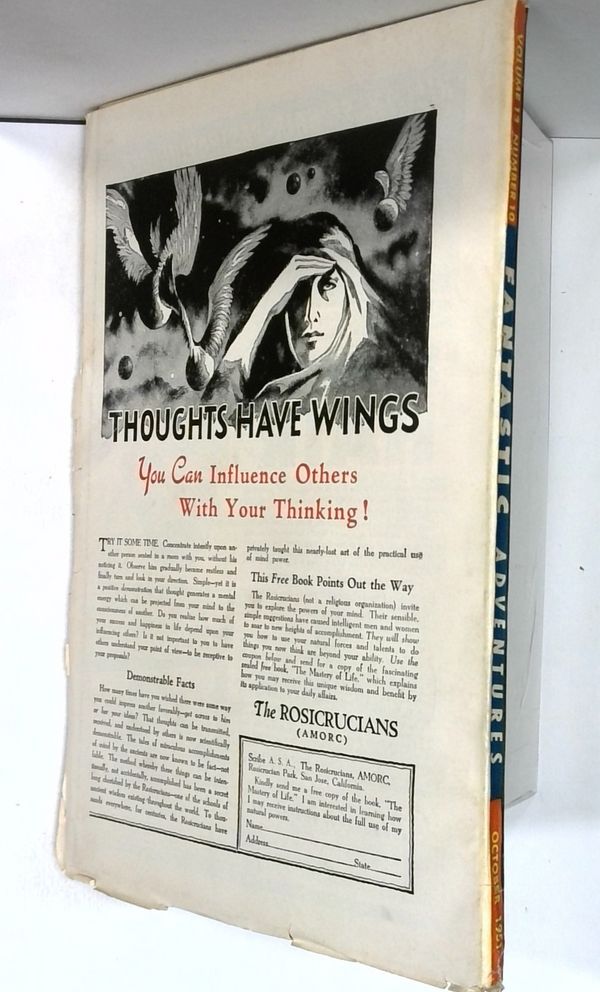 THOUGHTS HAVE WINGS
You Can Influence Others
With Your Thinking!
TRY IT SOME TIME. Concentrate intently upon an-
other person seated in a room with you, without his
noticing it. Observe him gradually become restless and
finally turn and look in your direction. Simple—yet it is
a positive demonstration that thought generates a mental
energy which can be projected from your mind to the
consciousness of another. Do you realize how much of
your success and happiness in life depend upon your
influencing others? Is it not important to you to have
others understand your point of view—to be receptive to
your proposals?
Demonstrable Facts
How many times have you wished there were some way
you could impress another favorably—get across to him
or her your ideas? That thoughts can be transmitted,
received, and understood by others is now scientifically
demonstrable. The tales of miraculous accomplishments
of mind by the ancients are now known to be fact—not
fable. The method whereby these things can be inten-
tionally, not accidentally, accomplished has been a secret
long cherished by the Rosicrucians—one of the schools of
ancient wisdom existing throughout the world. To thou-
sands everywhere, for centuries, the Rosicrucians have
privately taught this nearly-lost art of the practical use
of mind power.
This Free Book Points Out the Way
The Rosicrucians (not a religious organization) invite
you to explore the powers of your mind. Their sensible,
simple suggestions have caused intelligent men and women
to soar to new heights of accomplishment. They will show
you how to use your natural forces and talents to do
things you now think are beyond your ability. Use the
coupon below and send for a copy of the fascinating
sealed free book, "The Mastery of Life," which explains
how you may receive this unique wisdom and benefit by
its application to your daily affairs.
The ROSICRUCIANS
(AMORC)
Scribe A. S. A., The Rosicrucians, AMORC,
Rosicrucian Park, San Jose, California.
Kindly send me a free copy of the book, "The
Mastery of Life." I am interested in learning how
I may receive instructions about the full use of my
natural powers.
Name
Address
State
VOLUME 13 NUMBER 10
FANTASTIC ADVENTURES
OCTOBER, 1951